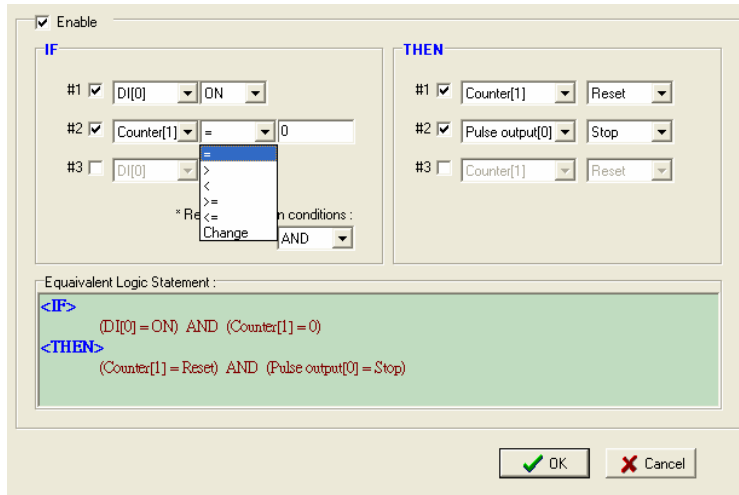 Enable
IF
#1 DI[0] ON
#2 Counter[1] = 0
=
>
<
>=
<=
Change
#3 DI[0]
* Re n conditions :
AND
THEN
#1 Counter[1] Reset
#2 Pulse output[0] Stop
#3 Counter[1] Reset
Equaivalent Logic Statement :
<IF>
(DI[0] = ON) AND (Counter[1] = 0)
<THEN>
(Counter[1] = Reset) AND (Pulse output[0] = Stop)
OK
Cancel